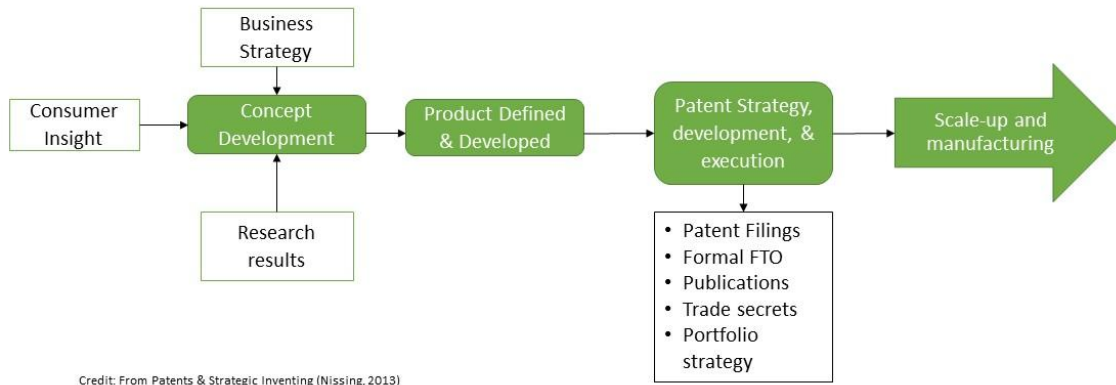 Business
Strategy
Consumer
Insight
Concept
Development
Product Defined
& Developed
Patent Strategy,
development, &
execution
Scale-up and
manufacturing
Research
results
• Patent Filings
• Formal FTO
• Publications
• Trade secrets
• Portfolio
strategy
Credit: From Patents & Strategic Inventing (Nissing, 2013)